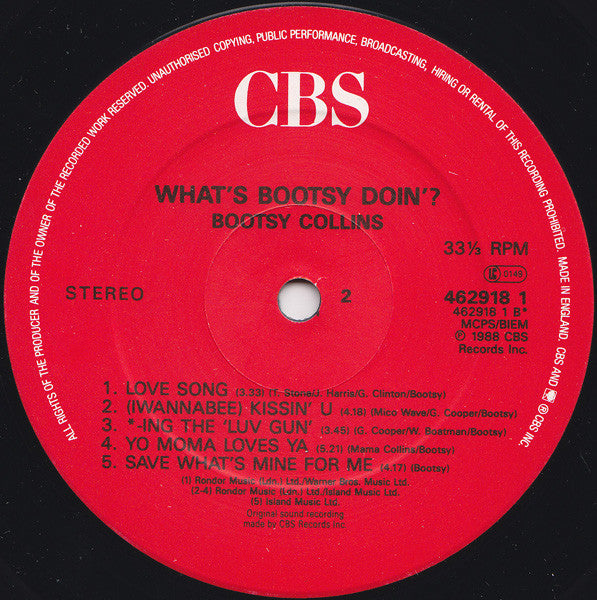 ALL RIGHTS OF THE PRODUCER AND OF THE OWNER OF THE RECORDED WORK RESERVED. UNAUTHORISED COPYING, PUBLIC PERFORMANCE, BROADCASTING, HIRING OR RENTAL OF THIS RECORDING PROHIBITED. MADE IN ENGLAND. CBS AND ® CBS INC.
CBS
WHAT'S BOOTSY DOIN'?
BOOTSY COLLINS
33⅓ RPM
LC 0149
STEREO
2
462918 1
462918 1 B*
MCPS/BIEM
℗ 1988 CBS
Records Inc.
1. LOVE SONG (3.33) (T. Stone/J. Harris/G. Clinton/Bootsy)
2. (IWANNABEE) KISSIN' U (4.18) (Mico Wave/G. Cooper/Bootsy)
3. *-ING THE 'LUV GUN' (3.45) (G. Cooper/W. Boatman/Bootsy)
4. YO MOMA LOVES YA (5.21) (Mama Collins/Bootsy)
5. SAVE WHAT'S MINE FOR ME (4.17) (Bootsy)
(1) Rondor Music (Ldn.) Ltd./Warner Bros. Music Ltd.
(2-4) Rondor Music (Ldn.) Ltd./Island Music Ltd.
(5) Island Music Ltd.
Original sound recording
made by CBS Records Inc.